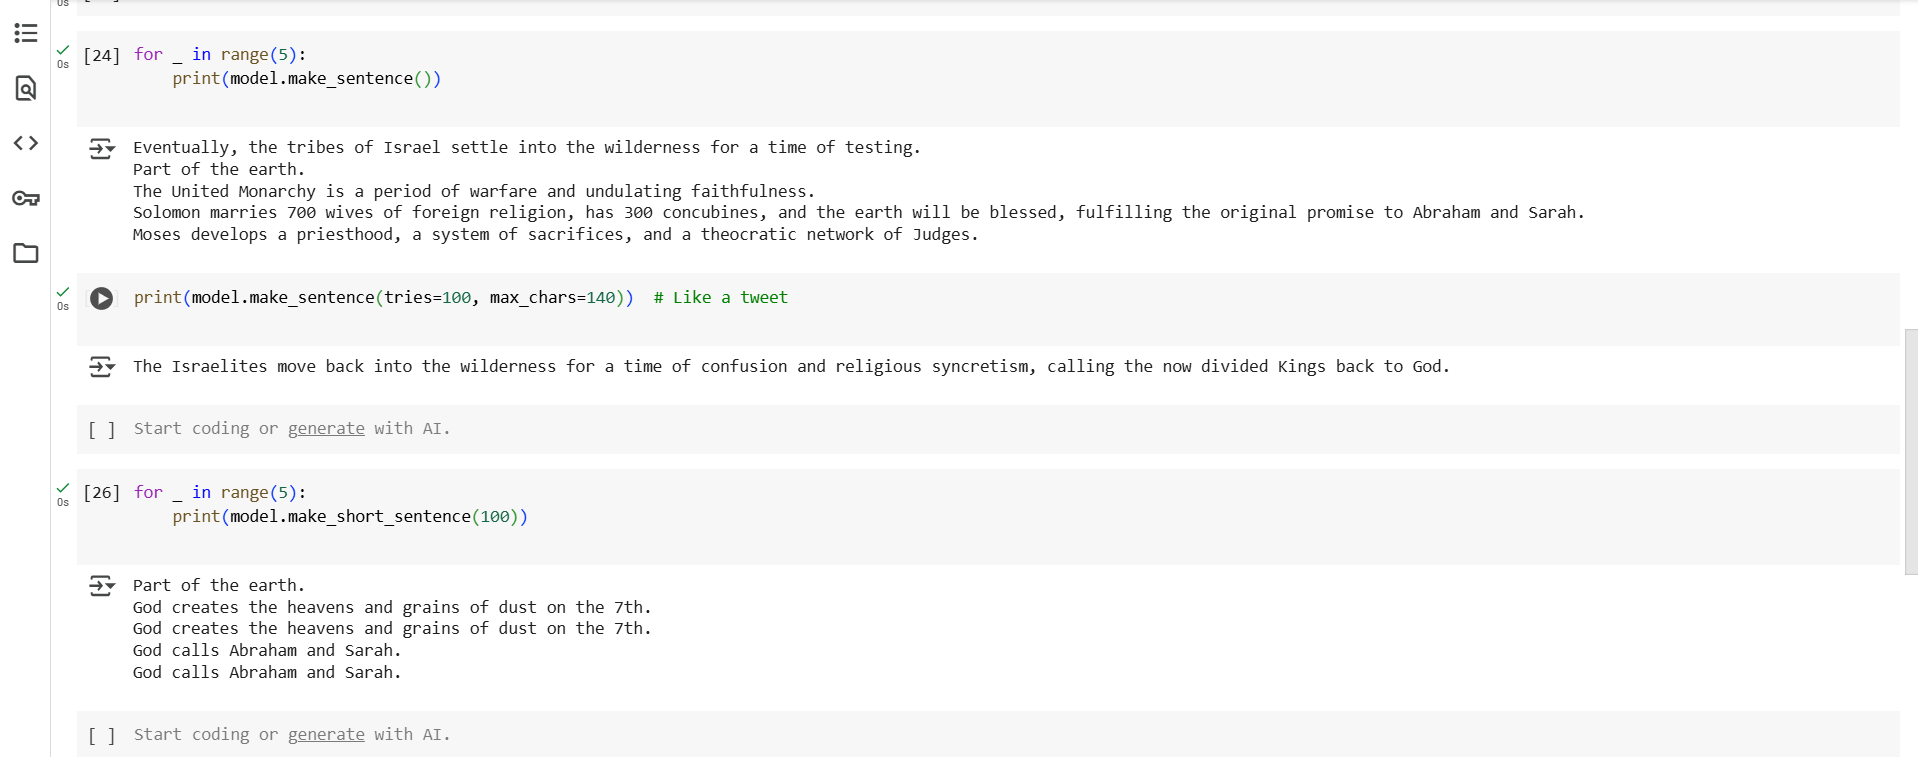 0s
[24] for _ in range(5):
0s
print(model.make_sentence())
Eventually, the tribes of Israel settle into the wilderness for a time of testing.
Part of the earth.
The United Monarchy is a period of warfare and undulating faithfulness.
Solomon marries 700 wives of foreign religion, has 300 concubines, and the earth will be blessed, fulfilling the original promise to Abraham and Sarah.
Moses develops a priesthood, a system of sacrifices, and a theocratic network of Judges.
print(model.make_sentence(tries=100, max_chars=140))  # Like a tweet
0s
The Israelites move back into the wilderness for a time of confusion and religious syncretism, calling the now divided Kings back to God.
[ ] Start coding or generate with AI.
[26] for _ in range(5):
0s
print(model.make_short_sentence(100))
Part of the earth.
God creates the heavens and grains of dust on the 7th.
God creates the heavens and grains of dust on the 7th.
God calls Abraham and Sarah.
God calls Abraham and Sarah.
[ ] Start coding or generate with AI.